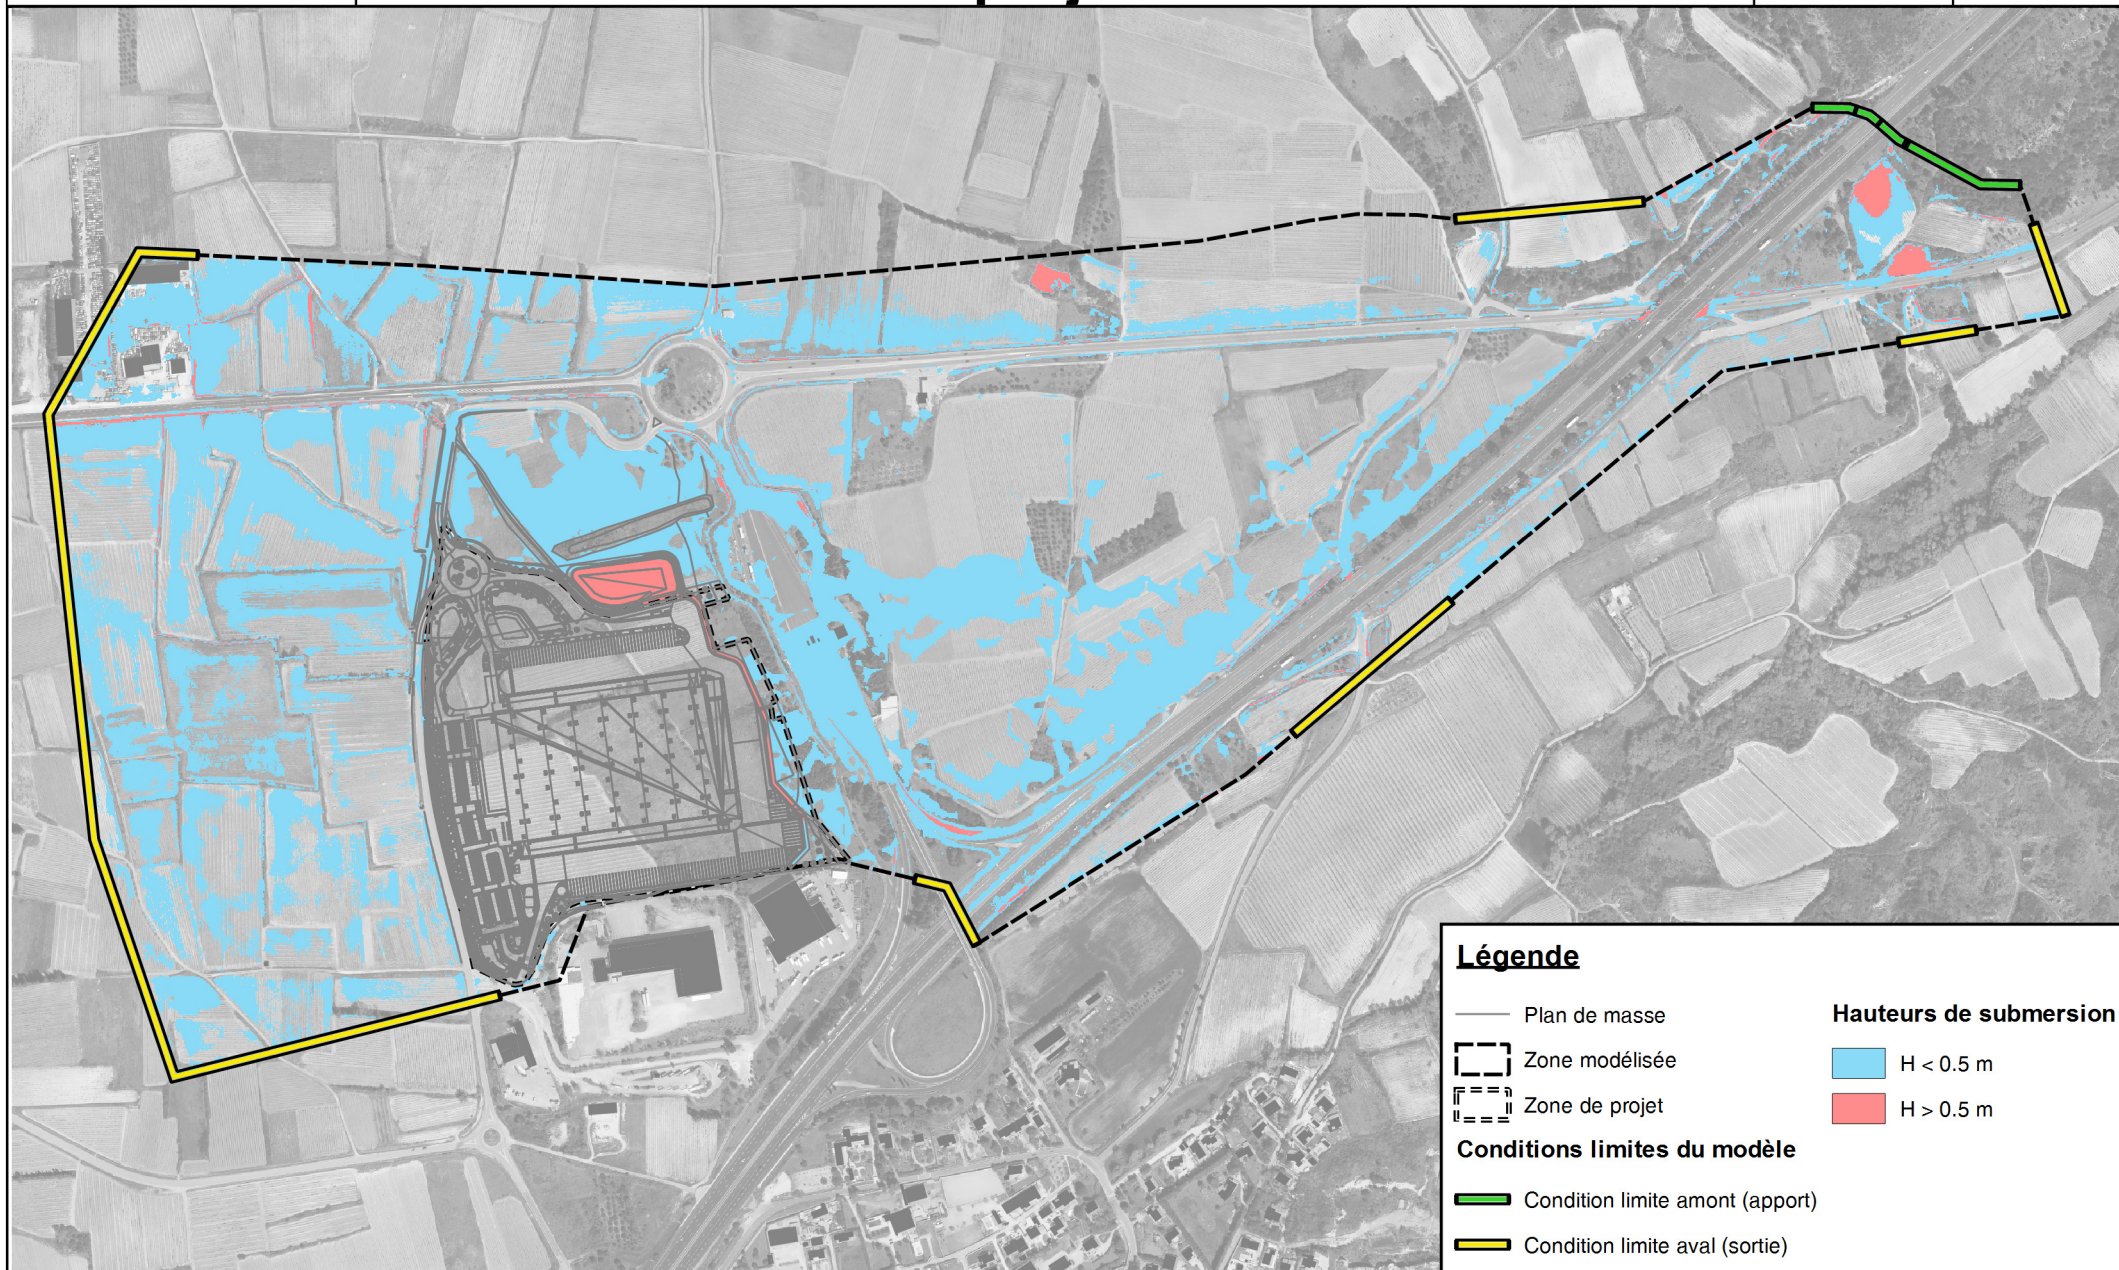 Légende
Plan de masse
Zone modélisée
Zone de projet
Hauteurs de submersion
H < 0.5 m
H > 0.5 m
Conditions limites du modèle
Condition limite amont (apport)
Condition limite aval (sortie)